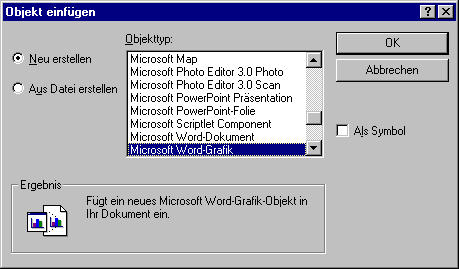 Objekt einfügen
Objekttyp:
Neu erstellen
Aus Datei erstellen
Microsoft Map
Microsoft Photo Editor 3.0 Photo
Microsoft Photo Editor 3.0 Scan
Microsoft PowerPoint Präsentation
Microsoft PowerPoint-Folie
Microsoft Scriptlet Component
Microsoft Word-Dokument
Microsoft Word-Grafik
OK
Abbrechen
Als Symbol
Ergebnis
Fügt ein neues Microsoft Word-Grafik-Objekt in
Ihr Dokument ein.